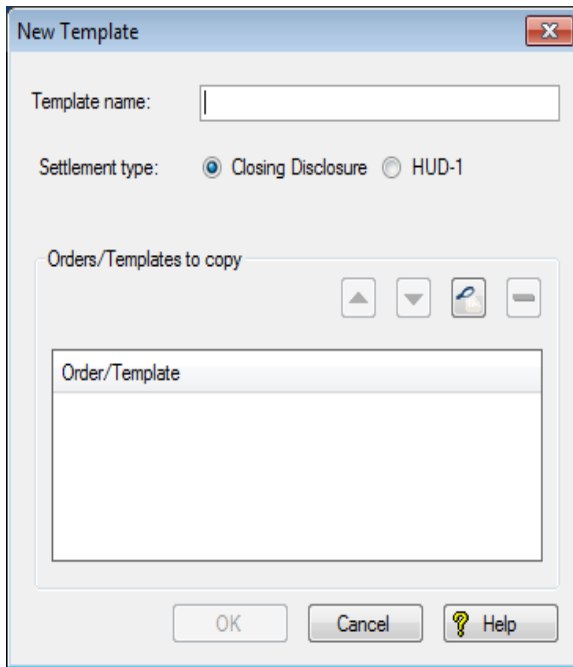 New Template
Template name:
Settlement type: Closing Disclosure HUD-1
Orders/Templates to copy
Order/Template
OK Cancel Help